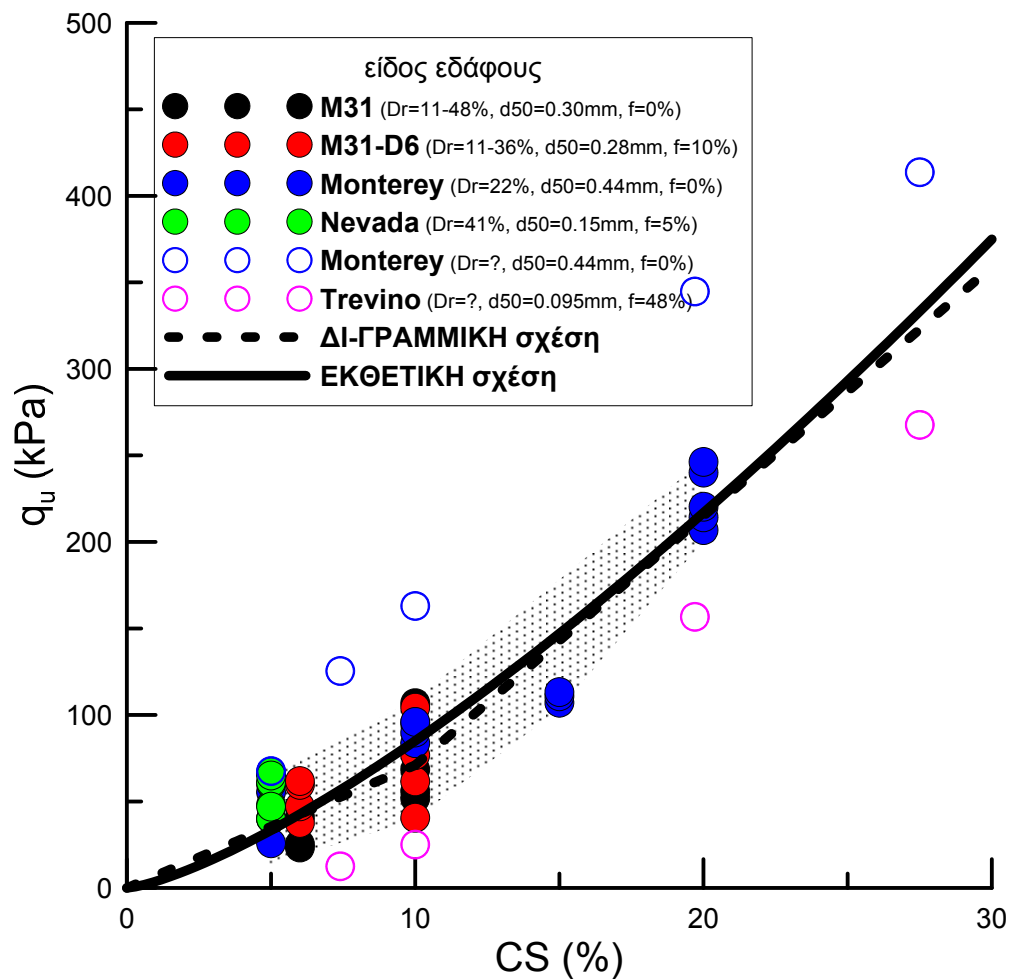 500
400
300
200
100
0
q_u (kPa)
είδος εδάφους
M31 (Dr=11-48%, d50=0.30mm, f=0%)
M31-D6 (Dr=11-36%, d50=0.28mm, f=10%)
Monterey (Dr=22%, d50=0.44mm, f=0%)
Nevada (Dr=41%, d50=0.15mm, f=5%)
Monterey (Dr=?, d50=0.44mm, f=0%)
Trevino (Dr=?, d50=0.095mm, f=48%)
ΔΙ-ΓΡΑΜΜΙΚΗ σχέση
ΕΚΘΕΤΙΚΗ σχέση
0 10 20 30
CS (%)